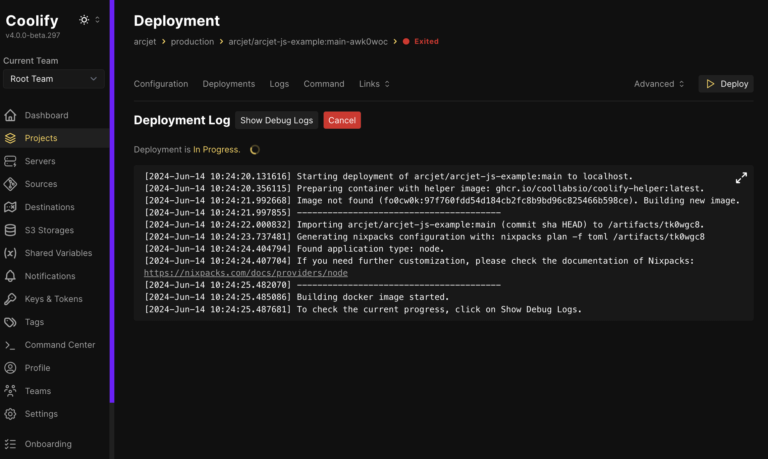 Coolify
v4.0.0-beta.297
Current Team
Root Team
Dashboard
Projects
Servers
Sources
Destinations
S3 Storages
Shared Variables
Notifications
Keys & Tokens
Tags
Command Center
Profile
Teams
Settings
Onboarding
Deployment
arcjet > production > arcjet/arcjet-js-example:main-awk0woc > Exited
Configuration Deployments Logs Command Links Advanced Deploy
Deployment Log Show Debug Logs Cancel
Deployment is In Progress.
[2024-Jun-14 10:24:20.131616] Starting deployment of arcjet/arcjet-js-example:main to localhost.
[2024-Jun-14 10:24:20.356115] Preparing container with helper image: ghcr.io/coollabsio/coolify-helper:latest.
[2024-Jun-14 10:24:21.992668] Image not found (fo0cw0k:97f760fdd54d184cb2fc8b9bd96c825466b598ce). Building new image.
[2024-Jun-14 10:24:21.997855] ----------------------------------------
[2024-Jun-14 10:24:22.000832] Importing arcjet/arcjet-js-example:main (commit sha HEAD) to /artifacts/tk0wgc8.
[2024-Jun-14 10:24:23.737481] Generating nixpacks configuration with: nixpacks plan -f toml /artifacts/tk0wgc8
[2024-Jun-14 10:24:24.404794] Found application type: node.
[2024-Jun-14 10:24:24.407704] If you need further customization, please check the documentation of Nixpacks:
https://nixpacks.com/docs/providers/node
[2024-Jun-14 10:24:25.482070] ----------------------------------------
[2024-Jun-14 10:24:25.485086] Building docker image started.
[2024-Jun-14 10:24:25.487681] To check the current progress, click on Show Debug Logs.